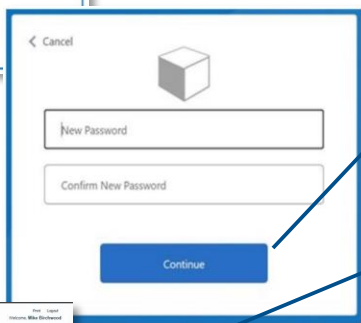 Cancel
New Password
Confirm New Password
Continue
Print Logout
Welcome, Mike Birchwood